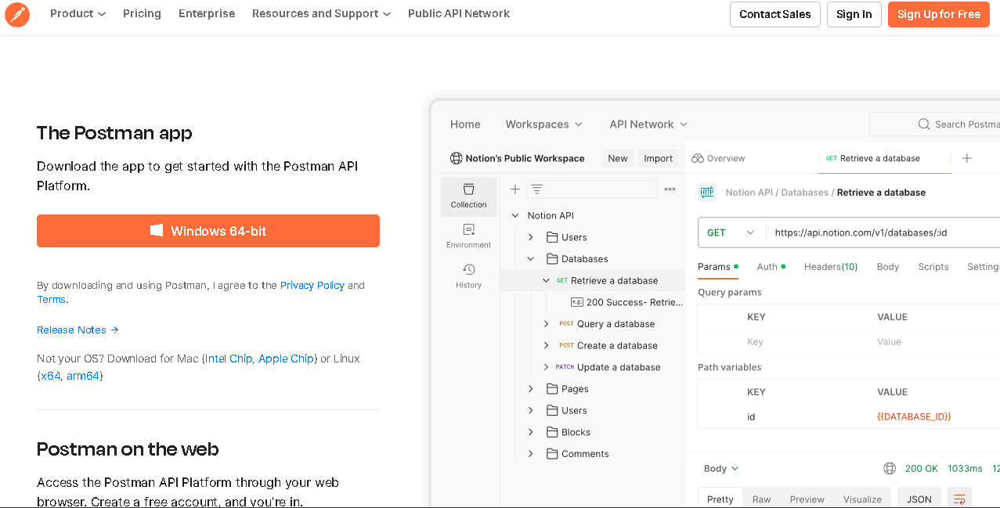 Product Pricing Enterprise Resources and Support Public API Network Contact Sales Sign In Sign Up for Free
The Postman app
Download the app to get started with the Postman API
Platform.
Windows 64-bit
By downloading and using Postman, I agree to the Privacy Policy and
Terms.
Release Notes →
Not your OS? Download for Mac (Intel Chip, Apple Chip) or Linux
(x64, arm64)
Postman on the web
Access the Postman API Platform through your web
browser. Create a free account, and you're in.
Home Workspaces API Network Search Postma
Notion's Public Workspace New Import
Overview GET Retrieve a database
Collection
Environment
History
Notion API
Users
Databases
GET Retrieve a database
e.g. 200 Success- Retrie...
POST Query a database
POST Create a database
PATCH Update a database
Pages
Users
Blocks
Comments
HTTP Notion API / Databases / Retrieve a database
GET https://api.notion.com/v1/databases/:id
Params Auth Headers(10) Body Scripts Settings
Query params
KEY VALUE
Key Value
Path variables
KEY VALUE
id {{DATABASE_ID}}
Body 200 OK 1033ms 12
Pretty Raw Preview Visualize JSON